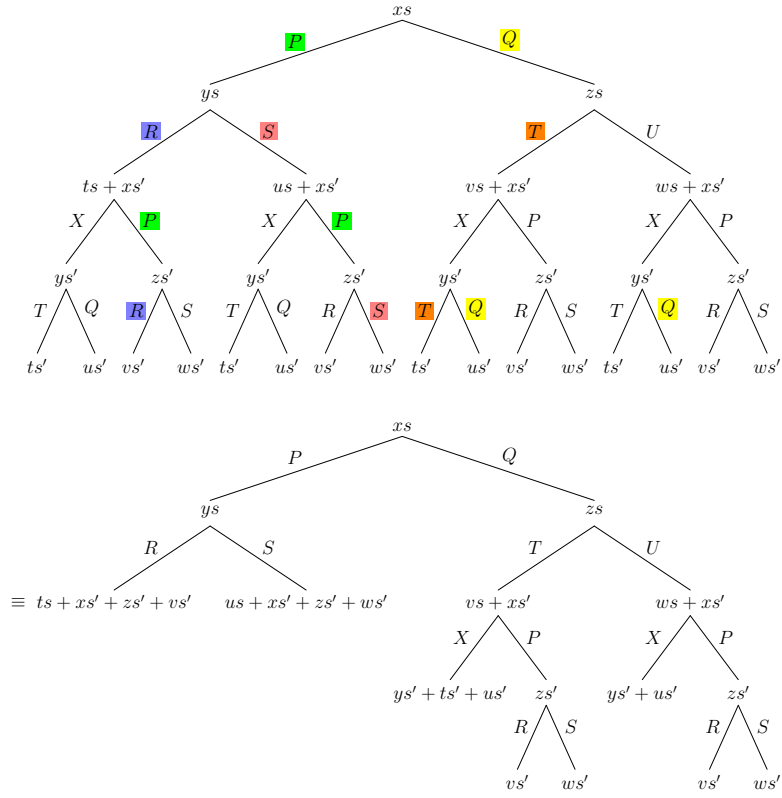 xs
P Q
ys zs
R S T U
ts + xs′ us + xs′ vs + xs′ ws + xs′
X P X P X P X P
ys′ zs′ ys′ zs′ ys′ zs′ ys′ zs′
T Q R S T Q R S T Q R S T Q R S
ts′ us′ vs′ ws′ ts′ us′ vs′ ws′ ts′ us′ vs′ ws′ ts′ us′ vs′ ws′
xs
P Q
ys zs
R S T U
≡ ts + xs′ + zs′ + vs′ us + xs′ + zs′ + ws′ vs + xs′ ws + xs′
X P X P
ys′ + ts′ + us′ zs′ ys′ + us′ zs′
R S R S
vs′ ws′ vs′ ws′